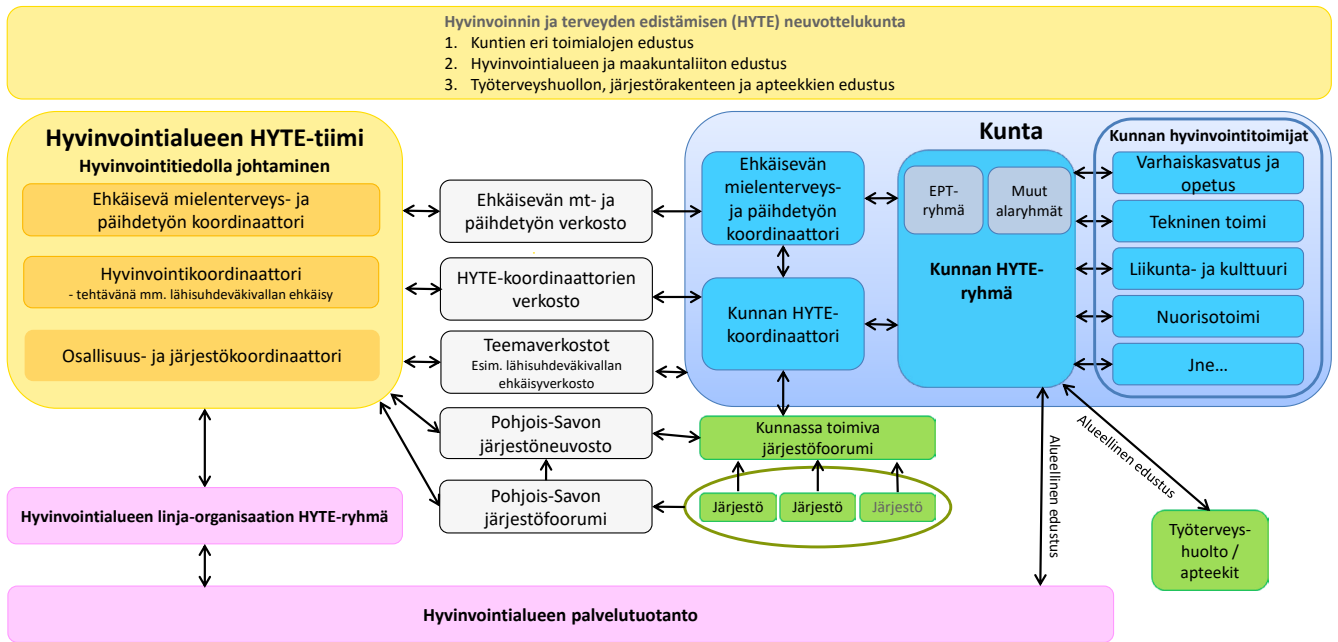 Hyvinvoinnin ja terveyden edistämisen (HYTE) neuvottelukunta
1. Kuntien eri toimialojen edustus
2. Hyvinvointialueen ja maakuntaliiton edustus
3. Työterveyshuollon, järjestörakenteen ja apteekkien edustus
Hyvinvointialueen HYTE-tiimi
Hyvinvointitiedolla johtaminen
Ehkäisevä mielenterveys- ja
päihdetyön koordinaattori
Hyvinvointikoordinaattori
- tehtävänä mm. lähisuhdeväkivallan ehkäisy
Osallisuus- ja järjestökoordinaattori
Ehkäisevän mt- ja
päihdetyön verkosto
HYTE-koordinaattorien
verkosto
Teemaverkostot
Esim. lähisuhdeväkivallan
ehkäisyverkosto
Pohjois-Savon
järjestöneuvosto
Pohjois-Savon
järjestöfoorumi
Kunta
Ehkäisevän
mielenterveys-
ja päihdetyön
koordinaattori
Kunnan HYTE-
koordinaattori
EPT-
ryhmä
Muut
alaryhmät
Kunnan HYTE-
ryhmä
Kunnan hyvinvointitoimijat
Varhaiskasvatus ja
opetus
Tekninen toimi
Liikunta- ja kulttuuri
Nuorisotoimi
Jne...
Kunnassa toimiva
järjestöfoorumi
Järjestö
Järjestö
Järjestö
Alueellinen edustus
Alueellinen edustus
Työterveys-
huolto /
apteekit
Hyvinvointialueen linja-organisaation HYTE-ryhmä
Hyvinvointialueen palvelutuotanto